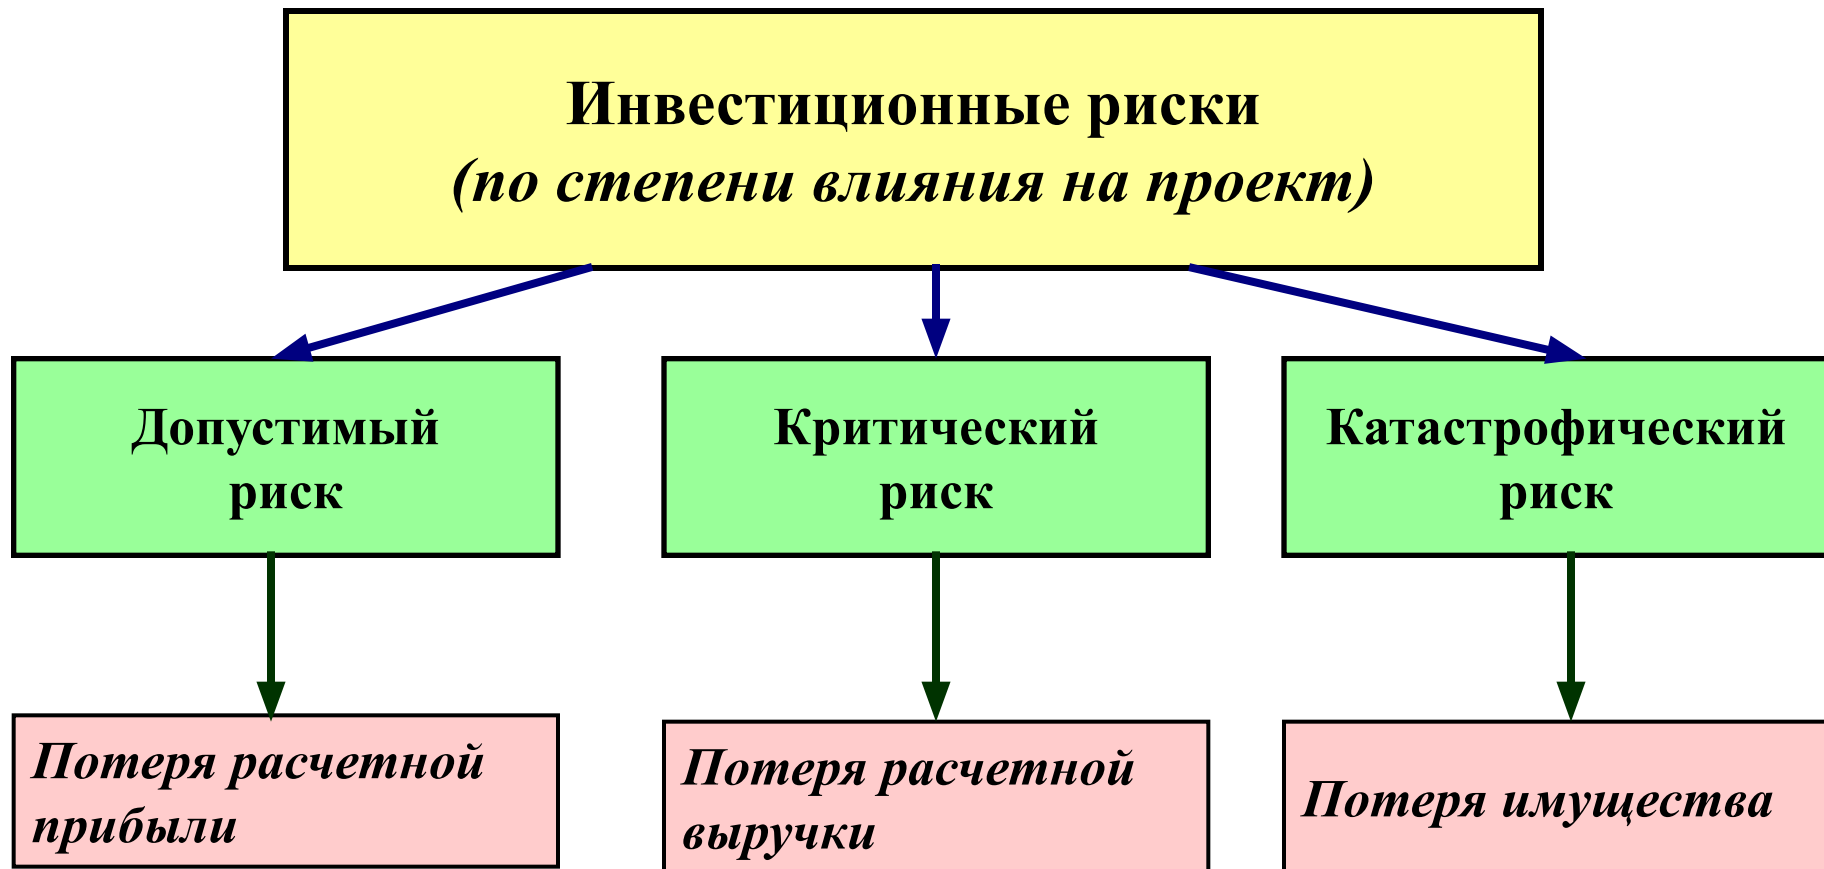 Инвестиционные риски
(по степени влияния на проект)
Допустимый
риск
Критический
риск
Катастрофический
риск
Потеря расчетной
прибыли
Потеря расчетной
выручки
Потеря имущества